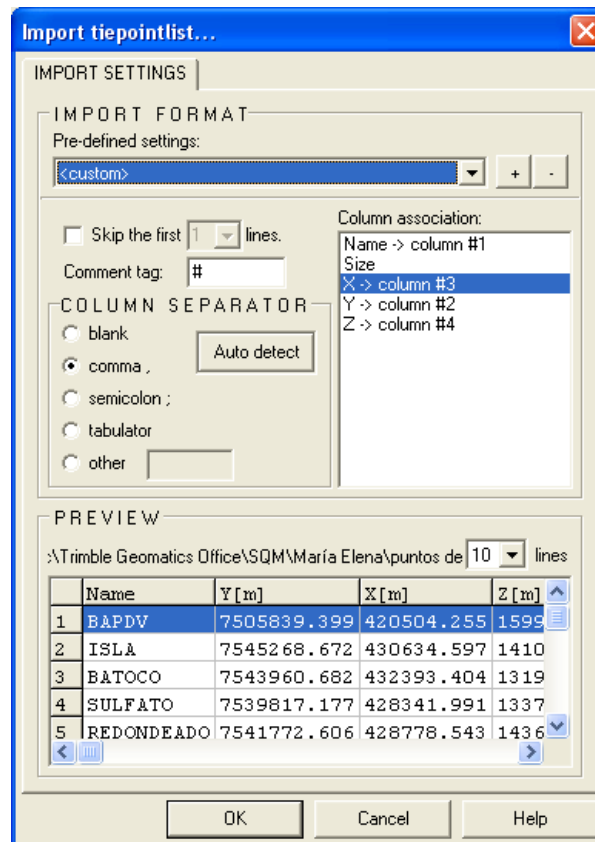 Import tiepointlist...
IMPORT SETTINGS
IMPORT FORMAT
Pre-defined settings:
<custom>
+ -
Skip the first 1 lines.
Comment tag: #
COLUMN SEPARATOR
blank
comma ,
Auto detect
semicolon ;
tabulator
other
Column association:
Name -> column #1
Size
X -> column #3
Y -> column #2
Z -> column #4
PREVIEW
:\Trimble Geomatics Office\SQM\María Elena\puntos de 10 lines
Name Y[m] X[m] Z[m]
1 BAPDV 7505839.399 420504.255 1599
2 ISLA 7545268.672 430634.597 1410
3 BATOCO 7543960.682 432393.404 1319
4 SULFATO 7539817.177 428341.991 1337
5 REDONDEADO 7541772.606 428778.543 1436
OK Cancel Help